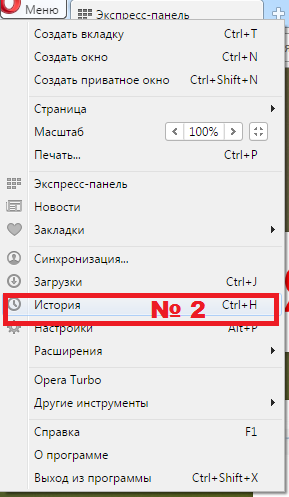 Меню
Экспресс-панель
Создать вкладку Ctrl+T
Создать окно Ctrl+N
Создать приватное окно Ctrl+Shift+N
Страница
Масштаб 100%
Печать... Ctrl+P
Экспресс-панель
Новости
Закладки
Синхронизация...
Загрузки Ctrl+J
История № 2 Ctrl+H
Настройки Alt+P
Расширения
Opera Turbo
Другие инструменты
Справка F1
О программе
Выход из программы Ctrl+Shift+X